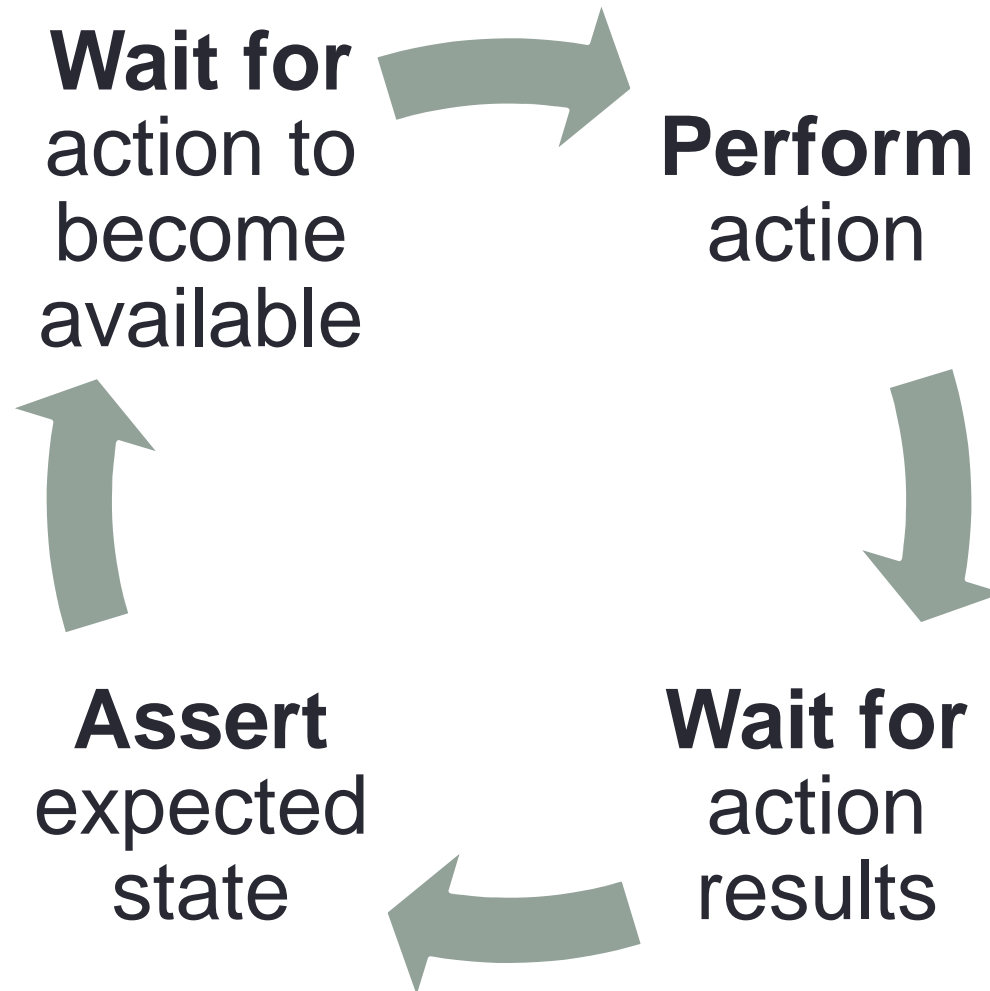 Wait for
action to
become
available
Perform
action
Wait for
action
results
Assert
expected
state